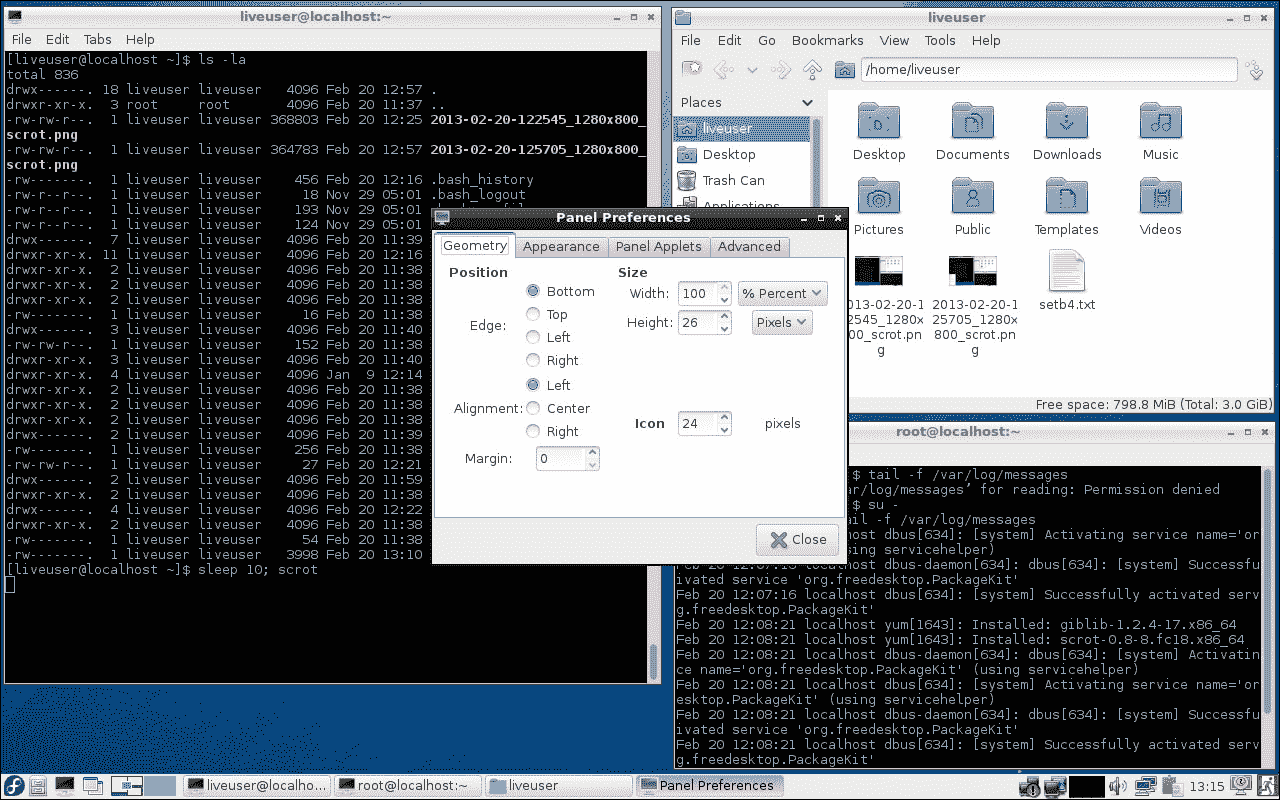 liveuser@localhost:~
File Edit Tabs Help
[liveuser@localhost ~]$ ls -la
total 836
drwx------. 18 liveuser liveuser 4096 Feb 20 12:57 .
drwxr-xr-x. 3 root root 4096 Feb 20 11:37 ..
-rw-rw-r--. 1 liveuser liveuser 368803 Feb 20 12:25 2013-02-20-122545_1280x800_
scrot.png
-rw-rw-r--. 1 liveuser liveuser 364783 Feb 20 12:57 2013-02-20-125705_1280x800_
scrot.png
-rw-------. 1 liveuser liveuser 456 Feb 20 12:16 .bash_history
-rw-r--r--. 1 liveuser liveuser 18 Nov 29 05:01 .bash_logout
-rw-r--r--. 1 liveuser liveuser 193 Nov 29 05:01
-rw-r--r--. 1 liveuser liveuser 124 Nov 29 05:01
drwx------. 7 liveuser liveuser 4096 Feb 20 11:39
drwxr-xr-x. 11 liveuser liveuser 4096 Feb 20 12:16
drwxr-xr-x. 2 liveuser liveuser 4096 Feb 20 11:38
drwxr-xr-x. 2 liveuser liveuser 4096 Feb 20 11:38
drwxr-xr-x. 2 liveuser liveuser 4096 Feb 20 11:38
-rw-------. 1 liveuser liveuser 16 Feb 20 11:38
drwx------. 3 liveuser liveuser 4096 Feb 20 11:40
-rw-rw-r--. 1 liveuser liveuser 152 Feb 20 11:38
drwxr-xr-x. 3 liveuser liveuser 4096 Feb 20 11:40
drwxr-xr-x. 4 liveuser liveuser 4096 Jan 9 12:14
drwxr-xr-x. 2 liveuser liveuser 4096 Feb 20 11:38
drwxr-xr-x. 2 liveuser liveuser 4096 Feb 20 11:38
drwxr-xr-x. 2 liveuser liveuser 4096 Feb 20 11:38
drwx------. 2 liveuser liveuser 4096 Feb 20 11:39
-rw-------. 1 liveuser liveuser 256 Feb 20 11:38
-rw-rw-r--. 1 liveuser liveuser 27 Feb 20 12:21
drwx------. 2 liveuser liveuser 4096 Feb 20 11:59
drwxr-xr-x. 2 liveuser liveuser 4096 Feb 20 11:38
drwx------. 4 liveuser liveuser 4096 Feb 20 12:22
drwxr-xr-x. 2 liveuser liveuser 4096 Feb 20 11:38
-rw-------. 1 liveuser liveuser 54 Feb 20 11:38
-rw-------. 1 liveuser liveuser 3998 Feb 20 13:10
[liveuser@localhost ~]$ sleep 10; scrot
liveuser
File Edit Go Bookmarks View Tools Help
/home/liveuser
Places
liveuser
Desktop
Trash Can
Applications
Desktop Documents Downloads Music
Pictures Public Templates Videos
2013-02-20-1
2545_1280x
800_scrot.pn
g
2013-02-20-1
25705_1280x
800_scrot.pn
g
setb4.txt
Free space: 798.8 MiB (Total: 3.0 GiB)
Panel Preferences
Geometry Appearance Panel Applets Advanced
Position Size
Edge:
Bottom
Top
Left
Right
Alignment:
Left
Center
Right
Margin: 0
Width: 100 % Percent
Height: 26 Pixels
Icon 24 pixels
Close
root@localhost:~
$ tail -f /var/log/messages
ar/log/messages’ for reading: Permission denied
$ su -
ail -f /var/log/messages
host dbus[634]: [system] Activating service name='or
sing servicehelper)
Feb 20 12:07:16 localhost dbus-daemon[634]: dbus[634]: [system] Successfu
ivated service 'org.freedesktop.PackageKit'
Feb 20 12:07:16 localhost dbus[634]: [system] Successfully activated serv
g.freedesktop.PackageKit'
Feb 20 12:08:21 localhost yum[1643]: Installed: giblib-1.2.4-17.x86_64
Feb 20 12:08:21 localhost yum[1643]: Installed: scrot-0.8-8.fc18.x86_64
Feb 20 12:08:21 localhost dbus-daemon[634]: dbus[634]: [system] Activatin
ce name='org.freedesktop.PackageKit' (using servicehelper)
Feb 20 12:08:21 localhost dbus[634]: [system] Activating service name='or
g.freedesktop.PackageKit' (using servicehelper)
Feb 20 12:08:21 localhost dbus-daemon[634]: dbus[634]: [system] Successfu
ivated service 'org.freedesktop.PackageKit'
Feb 20 12:08:21 localhost dbus[634]: [system] Successfully activated serv
g.freedesktop.PackageKit'
liveuser@localho... root@localhost:~ liveuser Panel Preferences 13:15